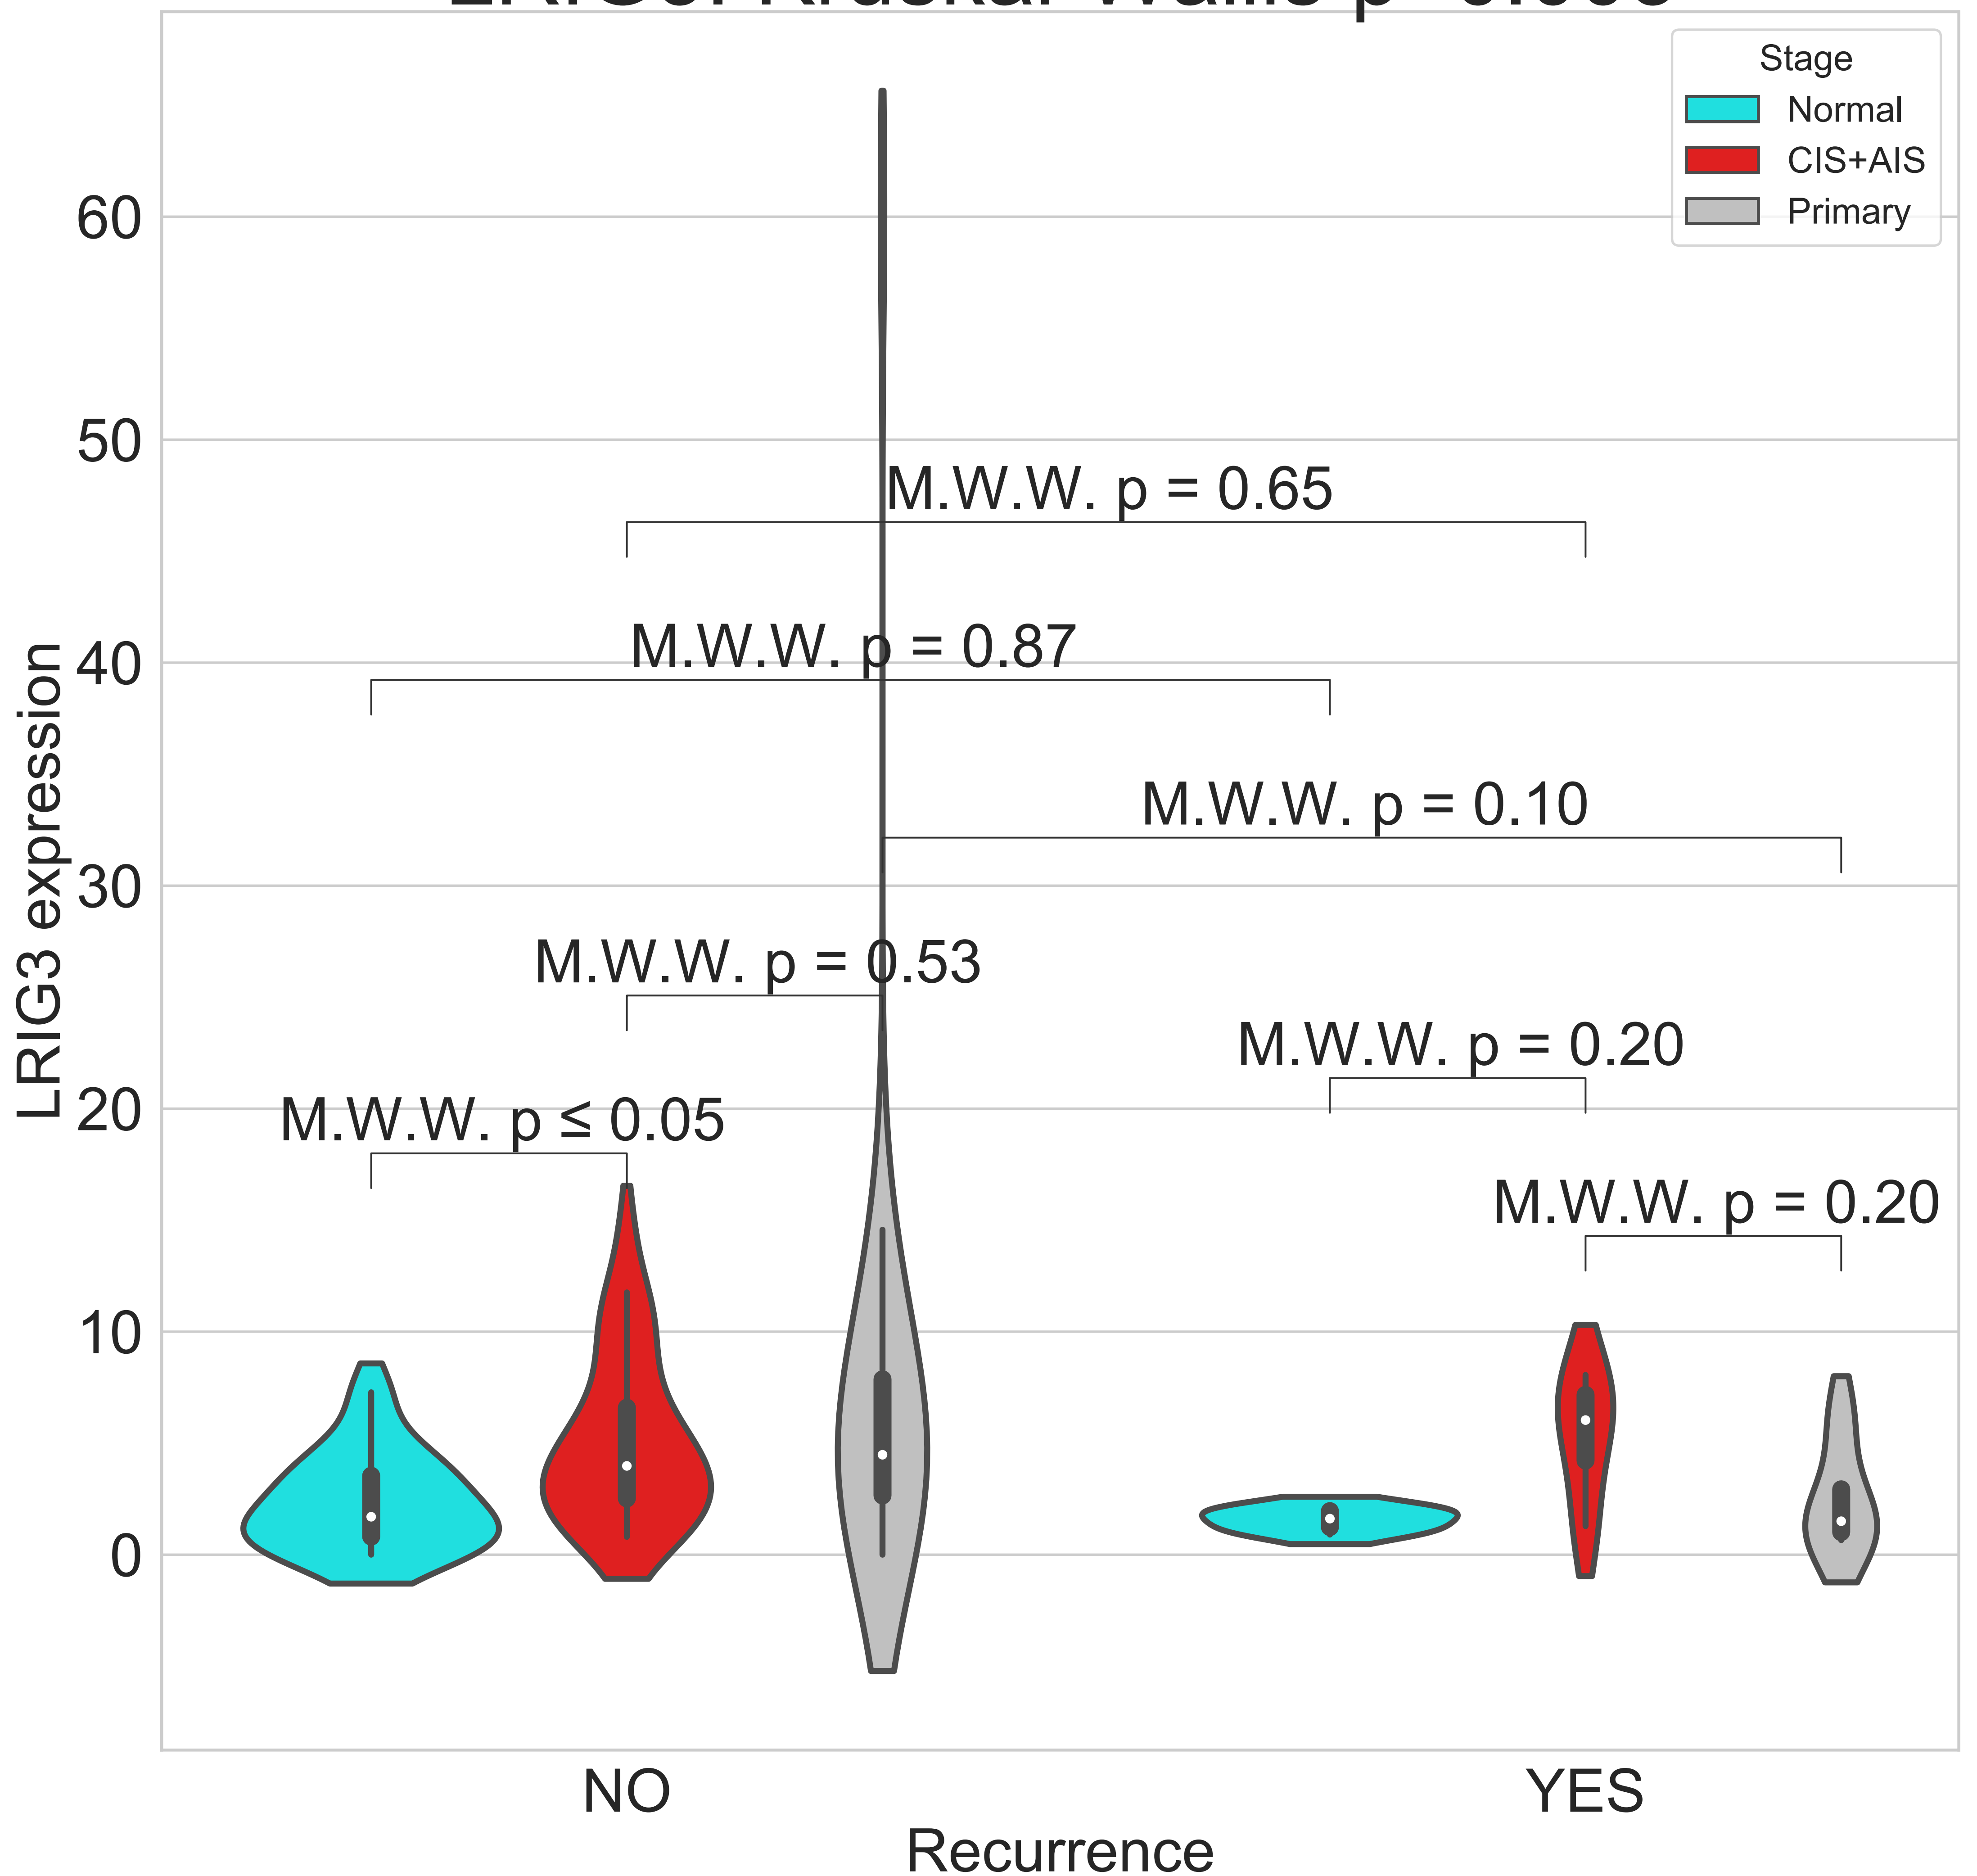 Stage
Normal
CIS+AIS
Primary
60
50
40
30
20
10
0
LRIG3 expression
M.W.W. p = 0.65
M.W.W. p = 0.87
M.W.W. p = 0.10
M.W.W. p = 0.53
M.W.W. p = 0.20
M.W.W. p ≤ 0.05
M.W.W. p = 0.20
NO
YES
Recurrence